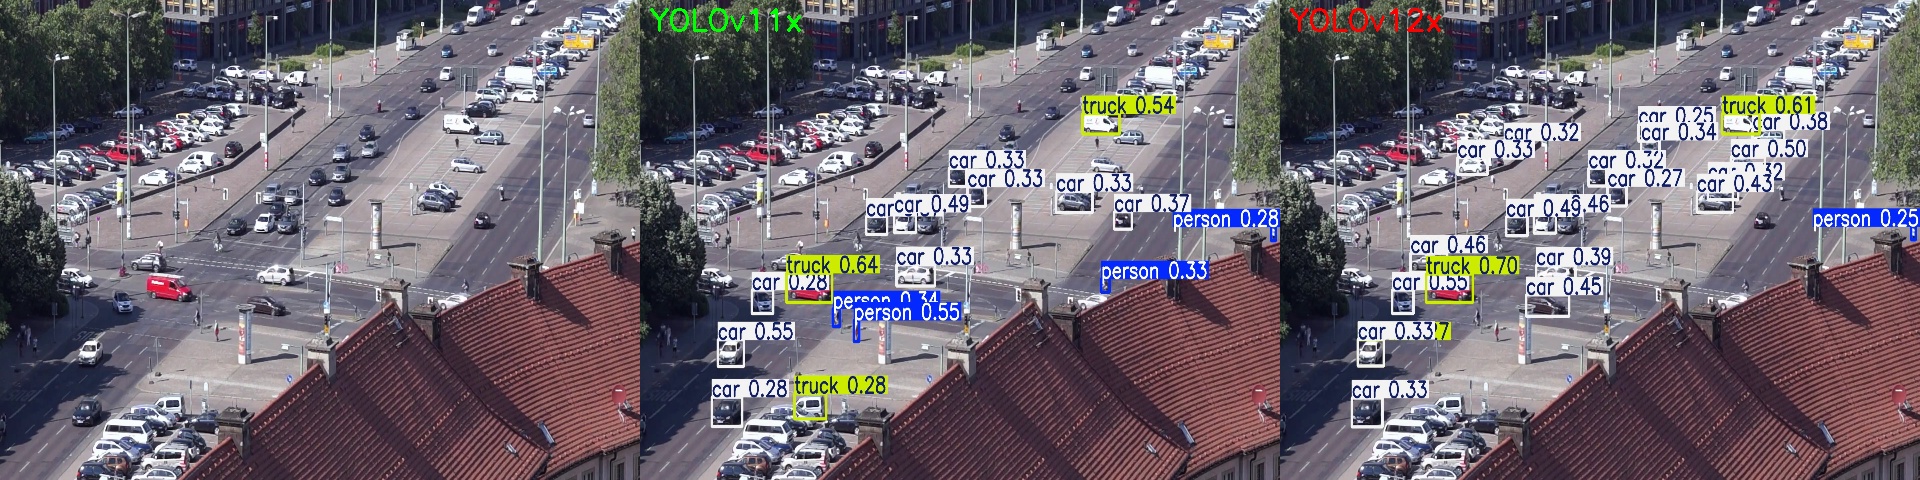 YOLOv11x
truck 0.54
car 0.33
car 0.33
car 0.33
car
car 0.49
car 0.37
person 0.28
car 0.33
truck 0.64
car 0.28
person 0.33
person 0.34
person 0.55
car 0.55
car 0.28
truck 0.28
YOLOv12x
truck 0.61
car 0.25
car 0.38
car 0.34
car 0.32
car 0.33
car 0.50
car 0.32
car 0.27
0.32
car 0.43
car 0.49
0.46
person 0.25
car 0.46
car 0.39
truck 0.70
car 0.55
car 0.45
car 0.33
7
car 0.33